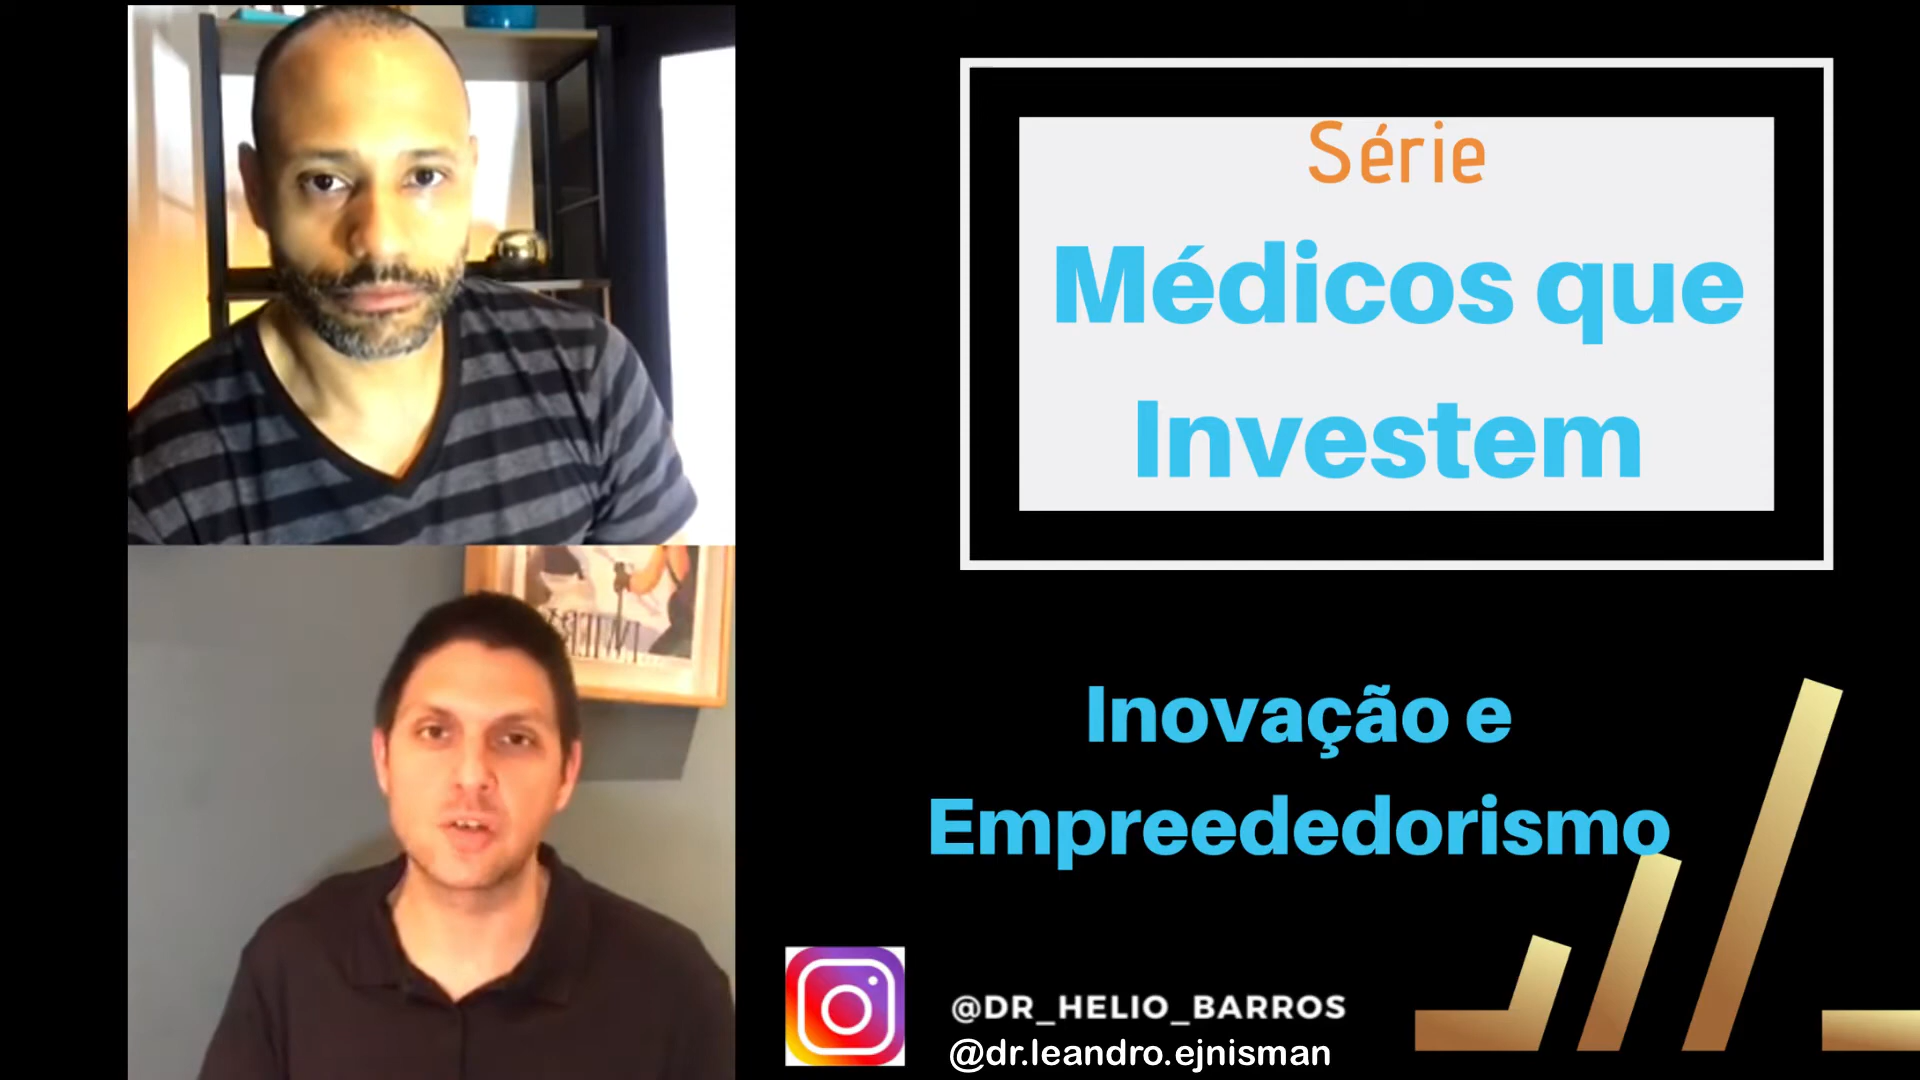 Série
Médicos que
Investem
Inovação e
Empreededorismo
@DR_HELIO_BARROS
@dr.leandro.ejnisman